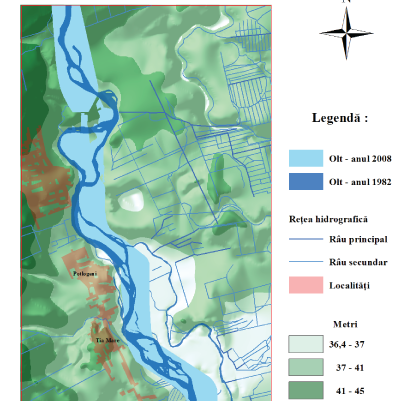 N
Legendă :
Olt - anul 2008
Olt - anul 1982
Rețea hidrografică
Râu principal
Râu secundar
Localități
Metri
36,4 - 37
37 - 41
41 - 45
Tia Mare